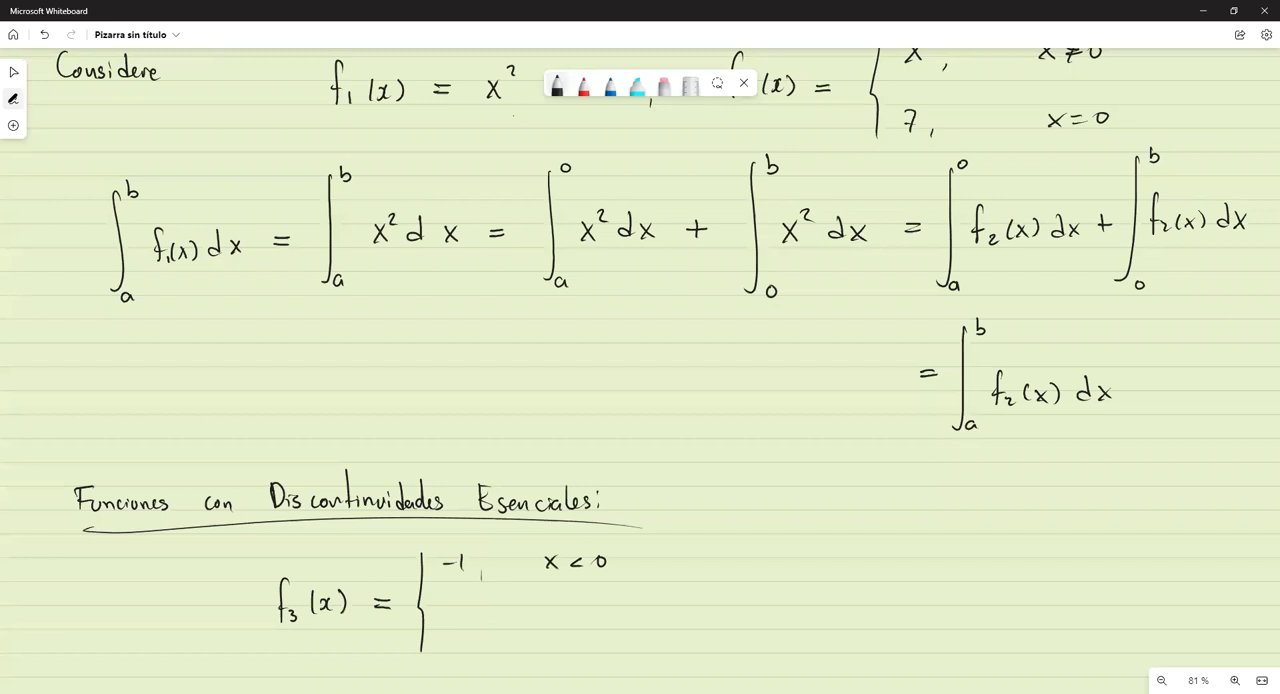 Microsoft Whiteboard
Pizarra sin título
Considere f₁(x) = x² , f (x) = { x , x ≠ 0
7, x = 0
∫ₐᵇ f₁(x) dx = ∫ₐᵇ x² dx = ∫ₐ⁰ x² dx + ∫₀ᵇ x² dx = ∫ₐ⁰ f₂(x) dx + ∫₀ᵇ f₂(x) dx
= ∫ₐᵇ f₂(x) dx
Funciones con Discontinuidades Esenciales:
f₃(x) = { -1, x < 0
81 %